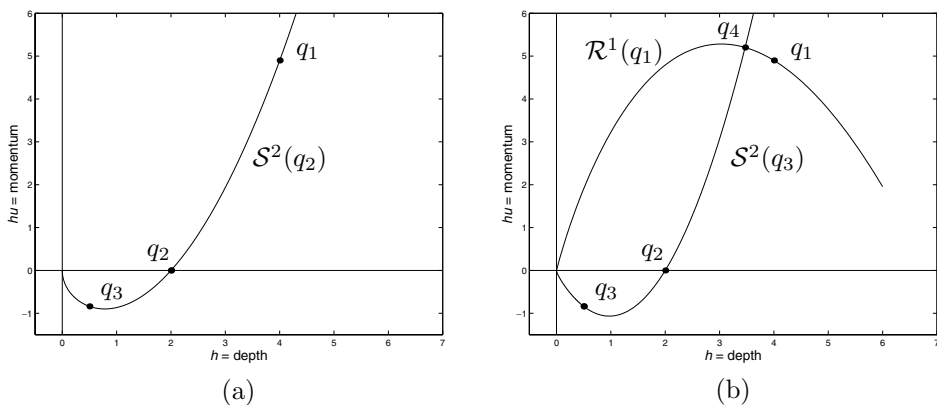 6
5
4
3
2
1
0
−1
0 1 2 3 4 5 6 7
hu = momentum
h = depth
q₁
S²(q₂)
q₂
q₃
(a)
6
5
4
3
2
1
0
−1
0 1 2 3 4 5 6 7
hu = momentum
h = depth
q₄
R¹(q₁)
q₁
S²(q₃)
q₂
q₃
(b)